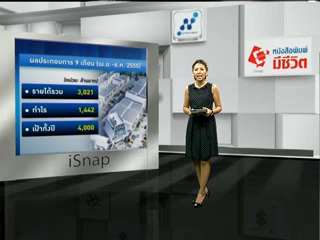 ผลประกอบการ 9 เดือน (เม.ย.-ธ.ค. 2555)
(หน่วย: ล้านบาท)
รายได้รวม 3,021
กำไร 1,442
เป้าทั้งปี 4,000
iSnap
หนังสือพิมพ์
มีชีวิต
iSnap